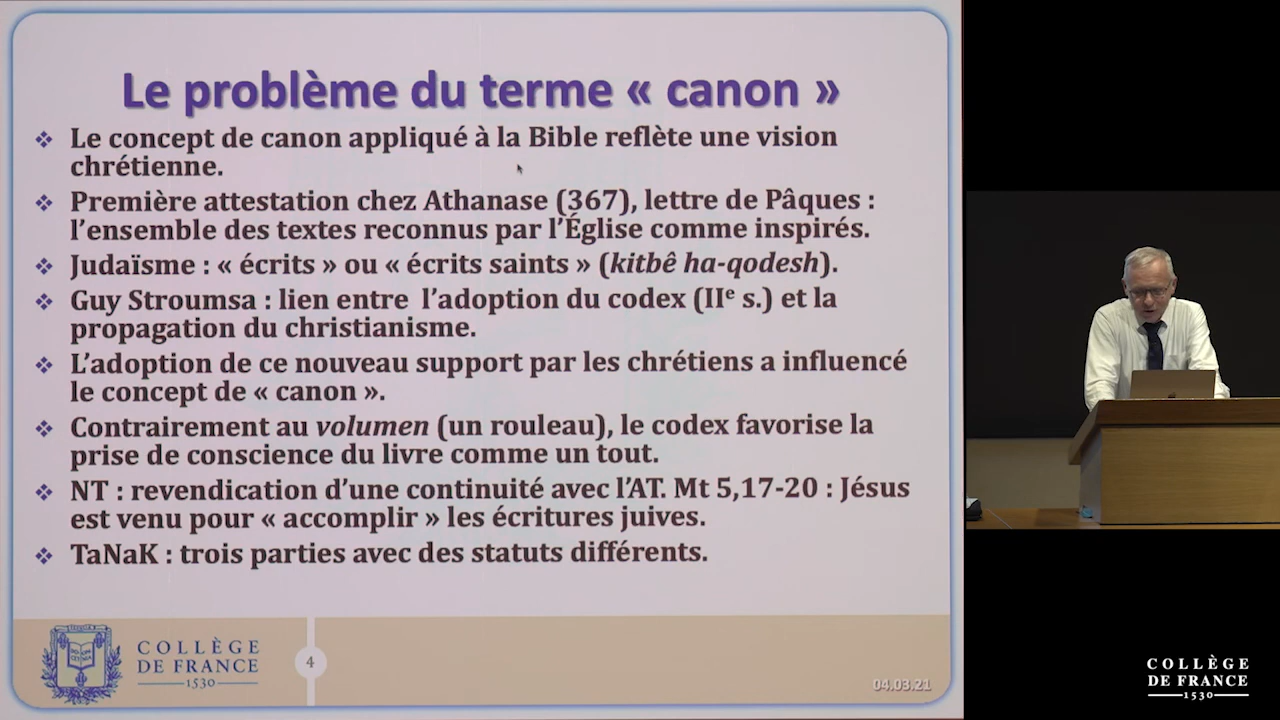 Le problème du terme « canon »
❖ Le concept de canon appliqué à la Bible reflète une vision
chrétienne.
❖ Première attestation chez Athanase (367), lettre de Pâques :
l’ensemble des textes reconnus par l’Église comme inspirés.
❖ Judaïsme : « écrits » ou « écrits saints » (kitbê ha-qodesh).
❖ Guy Stroumsa : lien entre l’adoption du codex (IIe s.) et la
propagation du christianisme.
❖ L’adoption de ce nouveau support par les chrétiens a influencé
le concept de « canon ».
❖ Contrairement au volumen (un rouleau), le codex favorise la
prise de conscience du livre comme un tout.
❖ NT : revendication d’une continuité avec l’AT. Mt 5,17-20 : Jésus
est venu pour « accomplir » les écritures juives.
❖ TaNaK : trois parties avec des statuts différents.
COLLÈGE
DE FRANCE
1530
4
04.03.21
COLLÈGE
DE FRANCE
1530